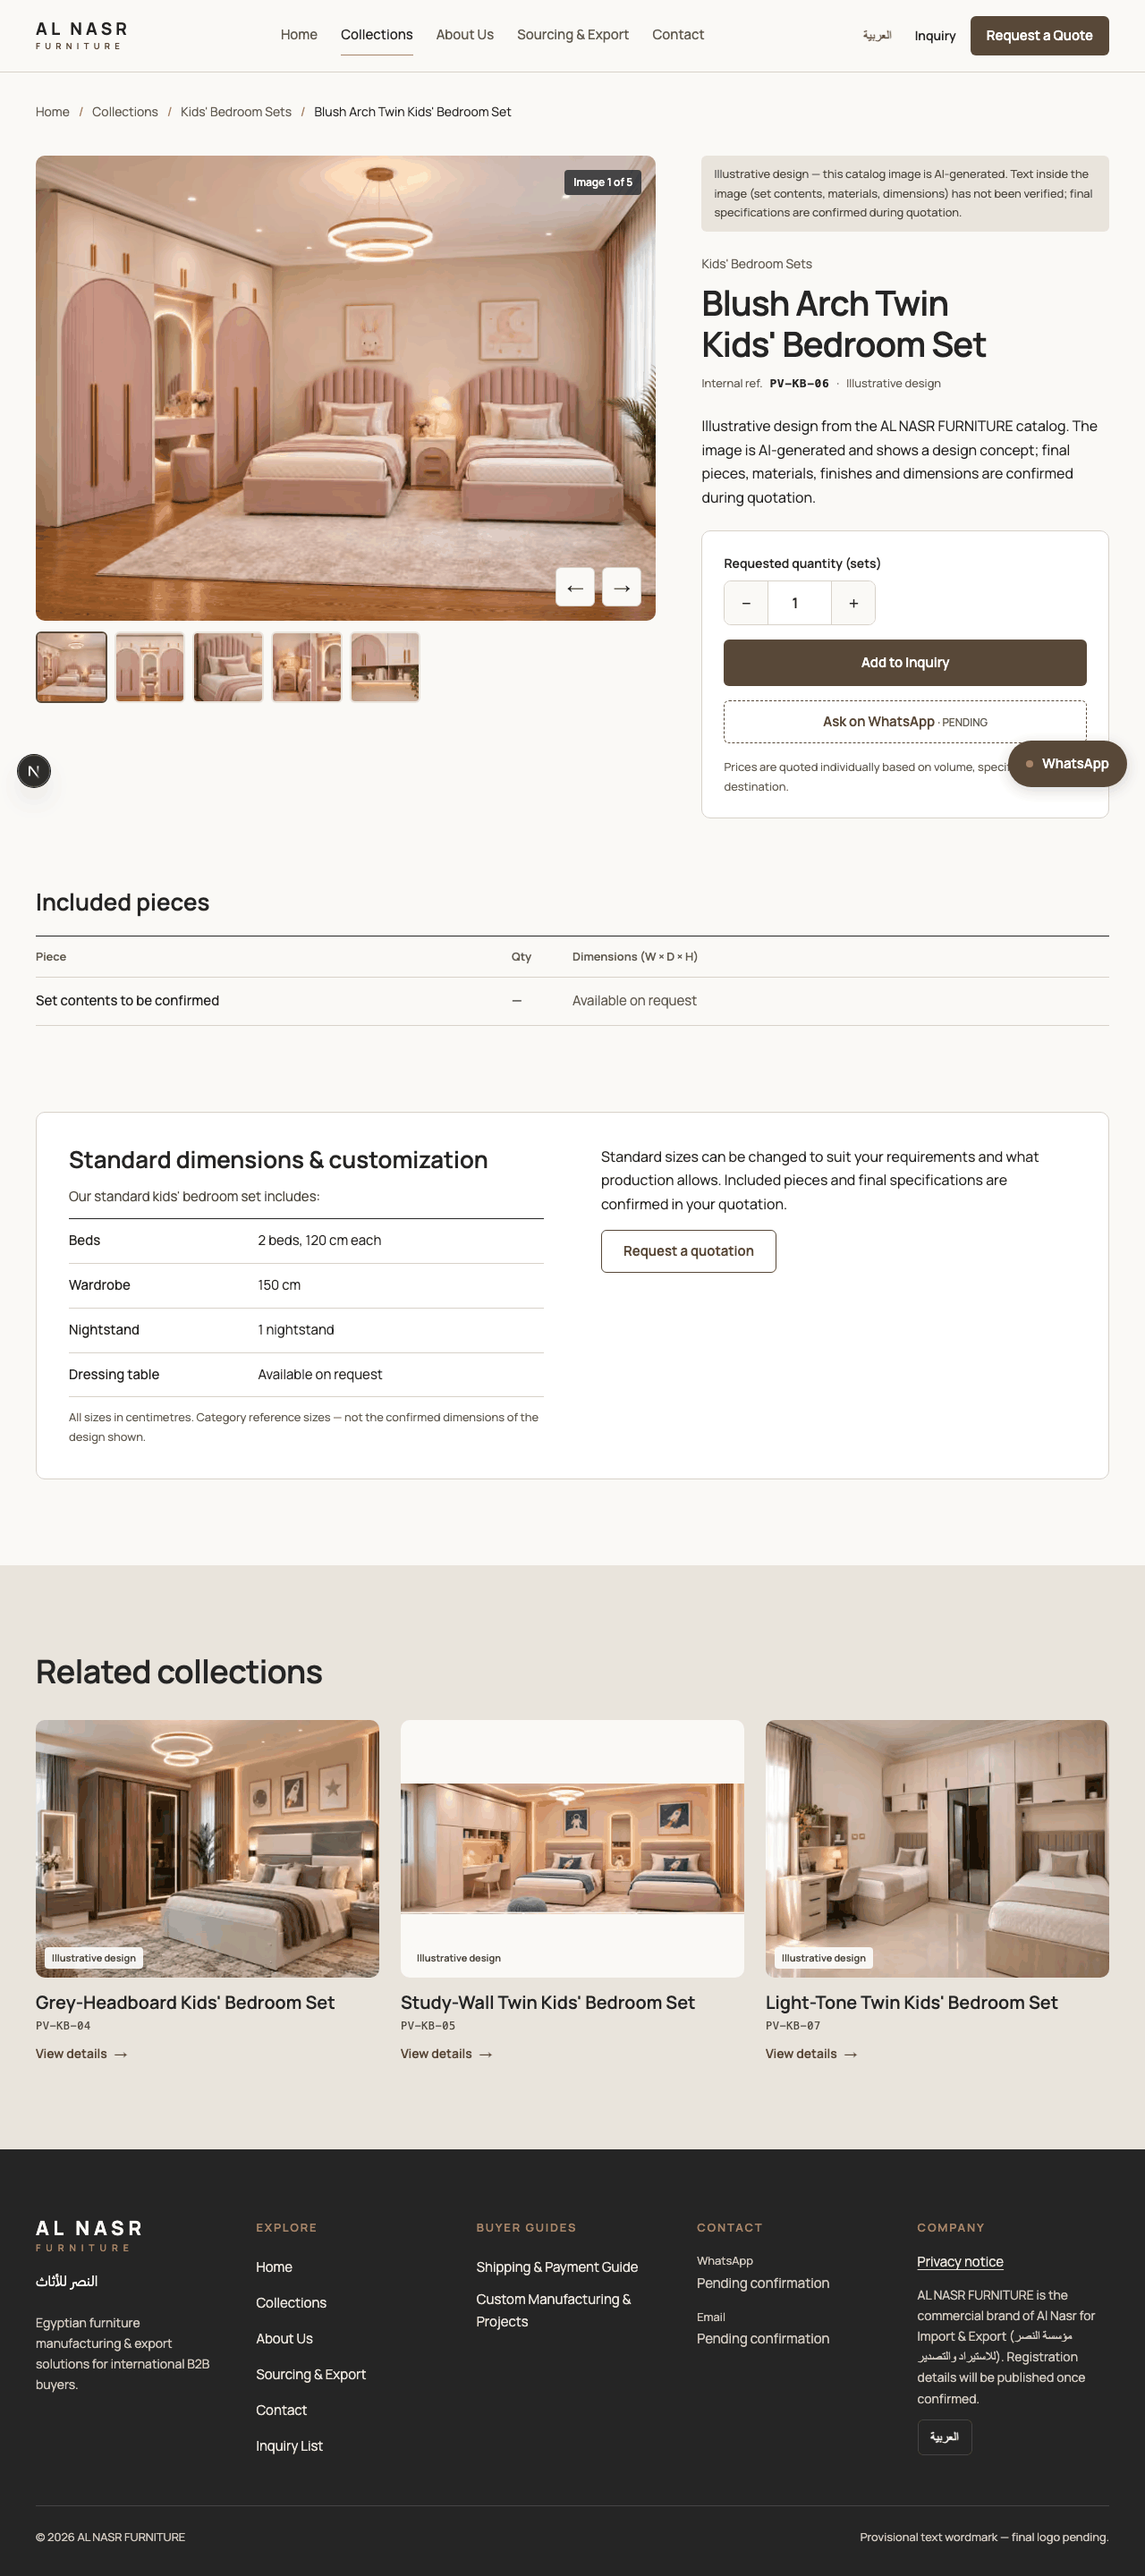 AL NASR
FURNITURE
Home
Collections
About Us
Sourcing & Export
Contact
العربية
Inquiry
Request a Quote
Home / Collections / Kids' Bedroom Sets / Blush Arch Twin Kids' Bedroom Set
Image 1 of 5
←
→
Illustrative design — this catalog image is AI-generated. Text inside the
image (set contents, materials, dimensions) has not been verified; final
specifications are confirmed during quotation.
Kids' Bedroom Sets
Blush Arch Twin
Kids' Bedroom Set
Internal ref. PV-KB-06 · Illustrative design
Illustrative design from the AL NASR FURNITURE catalog. The
image is AI-generated and shows a design concept; final
pieces, materials, finishes and dimensions are confirmed
during quotation.
Requested quantity (sets)
− 1 +
Add to Inquiry
Ask on WhatsApp · PENDING
Prices are quoted individually based on volume,
destination.
WhatsApp
N
Included pieces
Piece Qty Dimensions (W × D × H)
Set contents to be confirmed — Available on request
Standard dimensions & customization
Our standard kids' bedroom set includes:
Beds 2 beds, 120 cm each
Wardrobe 150 cm
Nightstand 1 nightstand
Dressing table Available on request
All sizes in centimetres. Category reference sizes — not the confirmed dimensions of the
design shown.
Standard sizes can be changed to suit your requirements and what
production allows. Included pieces and final specifications are
confirmed in your quotation.
Request a quotation
Related collections
Illustrative design
Grey-Headboard Kids' Bedroom Set
PV-KB-04
View details →
Illustrative design
Study-Wall Twin Kids' Bedroom Set
PV-KB-05
View details →
Illustrative design
Light-Tone Twin Kids' Bedroom Set
PV-KB-07
View details →
AL NASR
FURNITURE
النصر للأثاث
Egyptian furniture
manufacturing & export
solutions for international B2B
buyers.
EXPLORE
Home
Collections
About Us
Sourcing & Export
Contact
Inquiry List
BUYER GUIDES
Shipping & Payment Guide
Custom Manufacturing &
Projects
CONTACT
WhatsApp
Pending confirmation
Email
Pending confirmation
COMPANY
Privacy notice
AL NASR FURNITURE is the
commercial brand of Al Nasr for
Import & Export (مؤسسة النصر
للاستيراد والتصدير). Registration
details will be published once
confirmed.
العربية
© 2026 AL NASR FURNITURE
Provisional text wordmark — final logo pending.